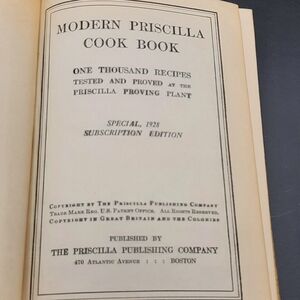 MODERN PRISCILLA
COOK BOOK
ONE THOUSAND RECIPES
TESTED AND PROVED AT THE
PRISCILLA PROVING PLANT
SPECIAL, 1928
SUBSCRIPTION EDITION
COPYRIGHT BY THE PRISCILLA PUBLISHING COMPANY
TRADE MARK REG. U.S. PATENT OFFICE. ALL RIGHTS RESERVED.
COPYRIGHT IN GREAT BRITAIN AND THE COLONIES
PUBLISHED BY
THE PRISCILLA PUBLISHING COMPANY
470 ATLANTIC AVENUE : : : BOSTON